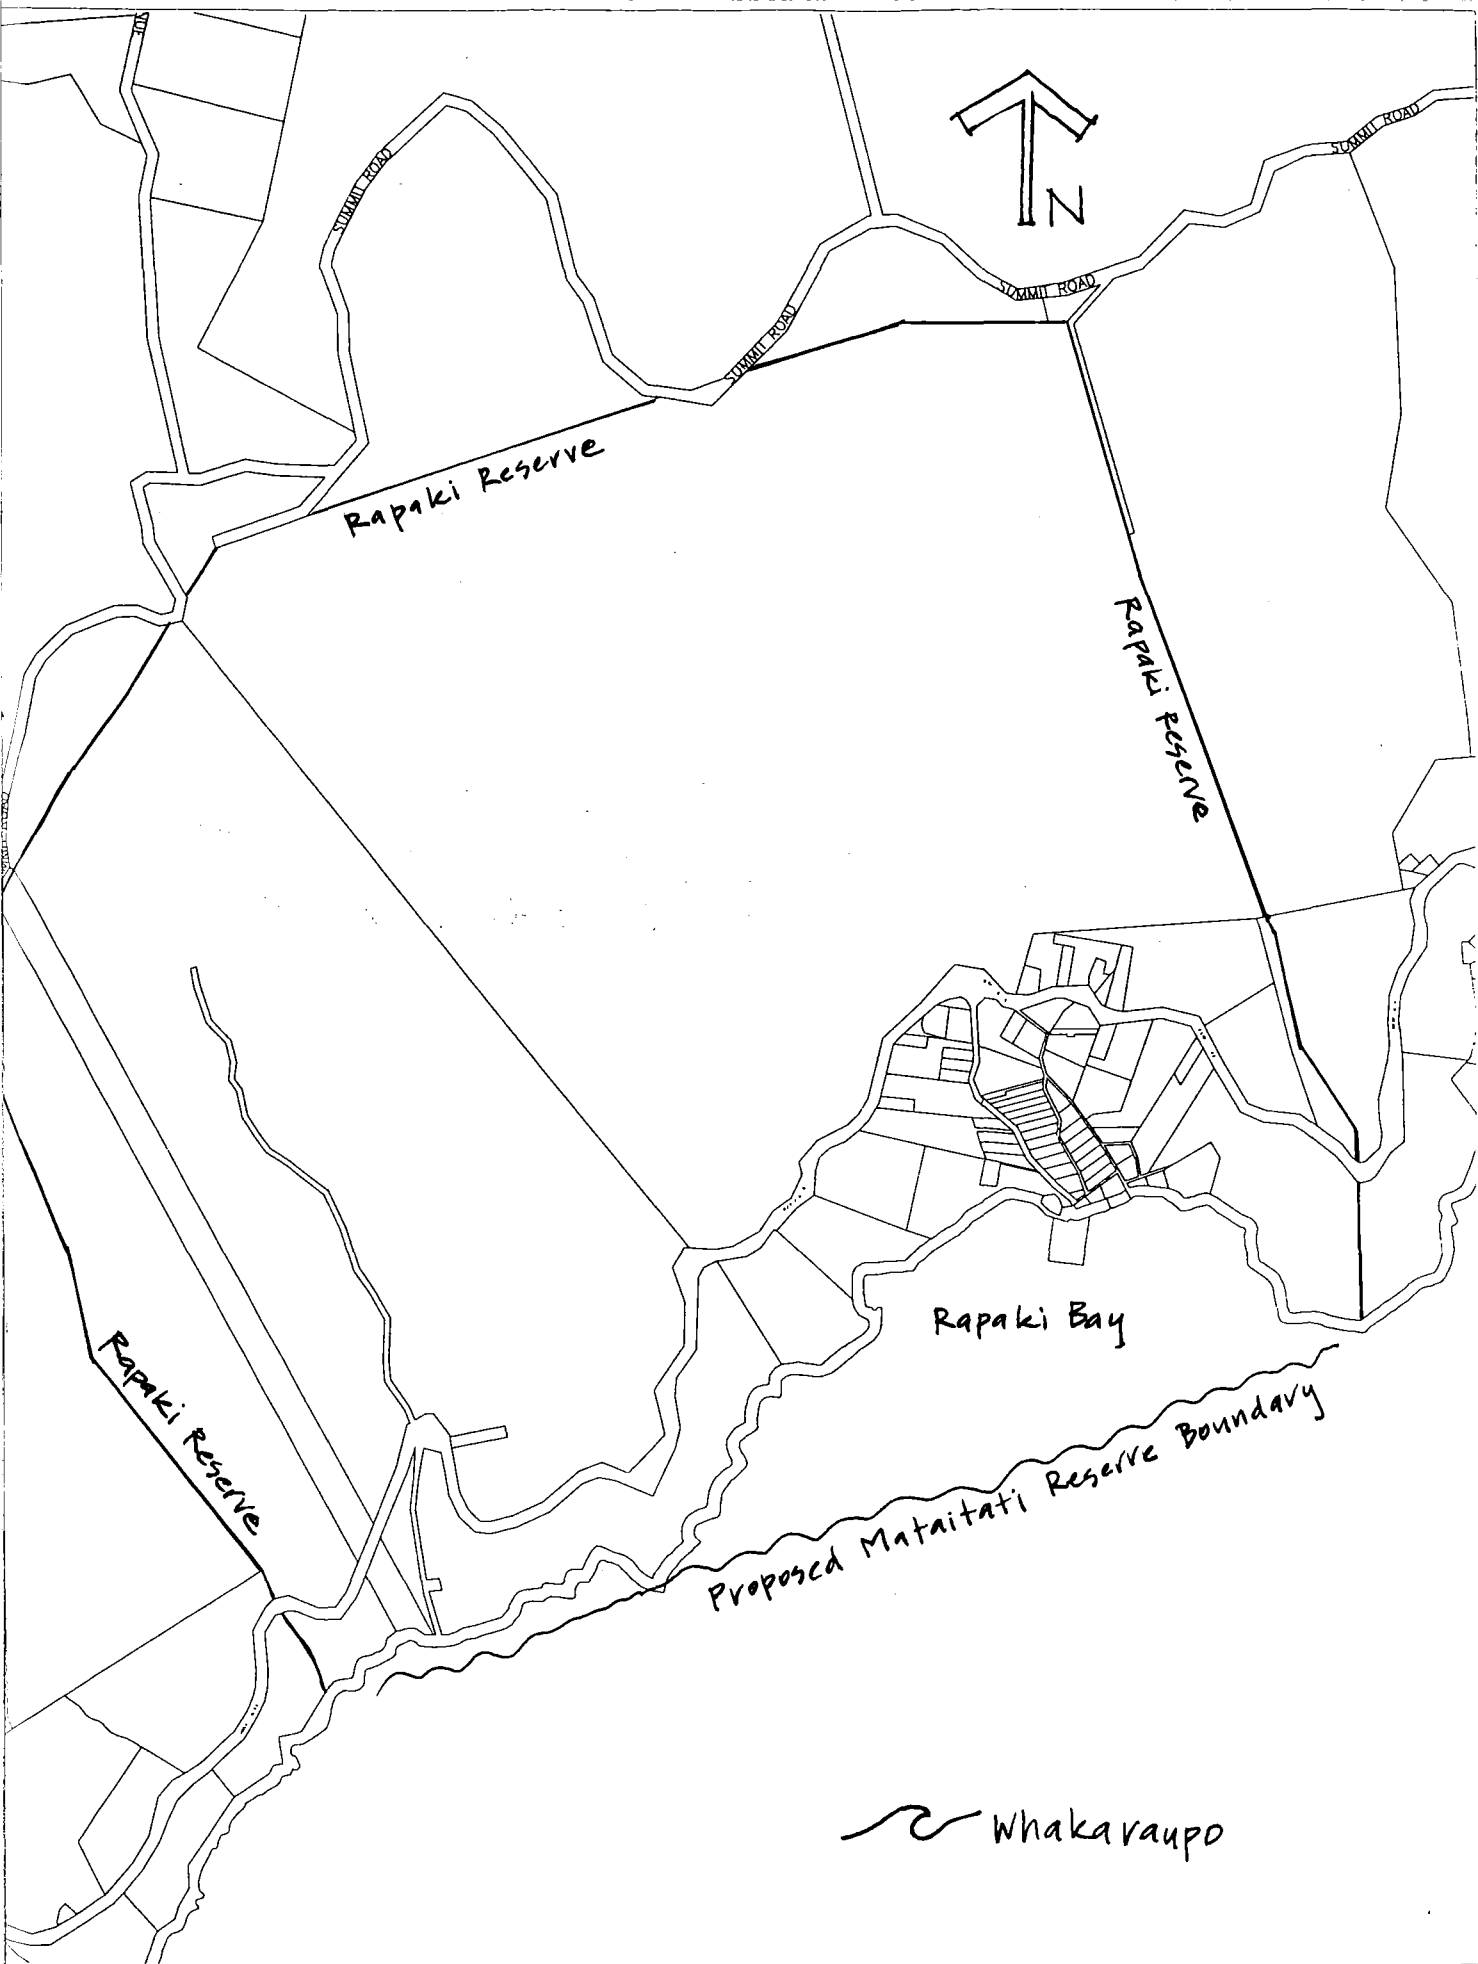 SUMMIT ROAD
SUMMIT ROAD
N
SUMMIT ROAD
SUMMIT ROAD
Rapaki Reserve
Rapaki Reserve
Rapaki Bay
Rapaki Reserve
Proposed Mataitati Reserve Boundary
Whakaraupo